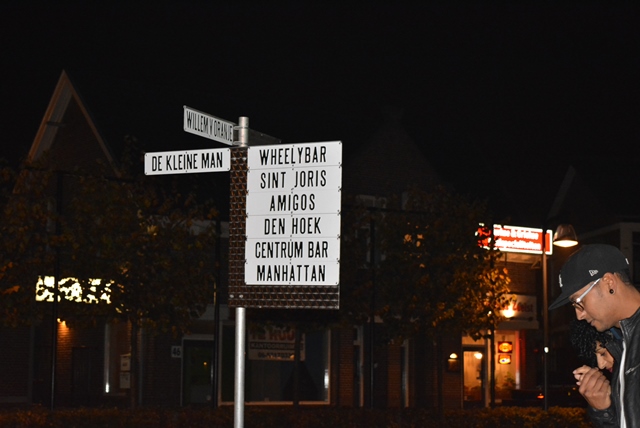 WILLEM V ORANJE
DE KLEINE MAN
WHEELYBAR
SINT JORIS
AMIGOS
DEN HOEK
CENTRUM BAR
MANHATTAN